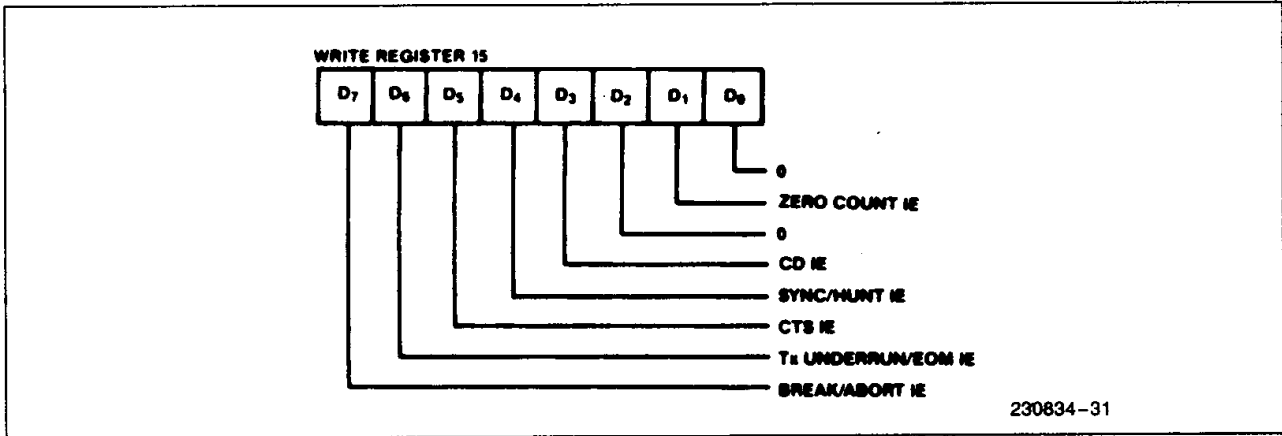 WRITE REGISTER 15
D7 D6 D5 D4 D3 D2 D1 D0
0
ZERO COUNT IE
0
CD IE
SYNC/HUNT IE
CTS IE
Tx UNDERRUN/EOM IE
BREAK/ABORT IE
230834-31